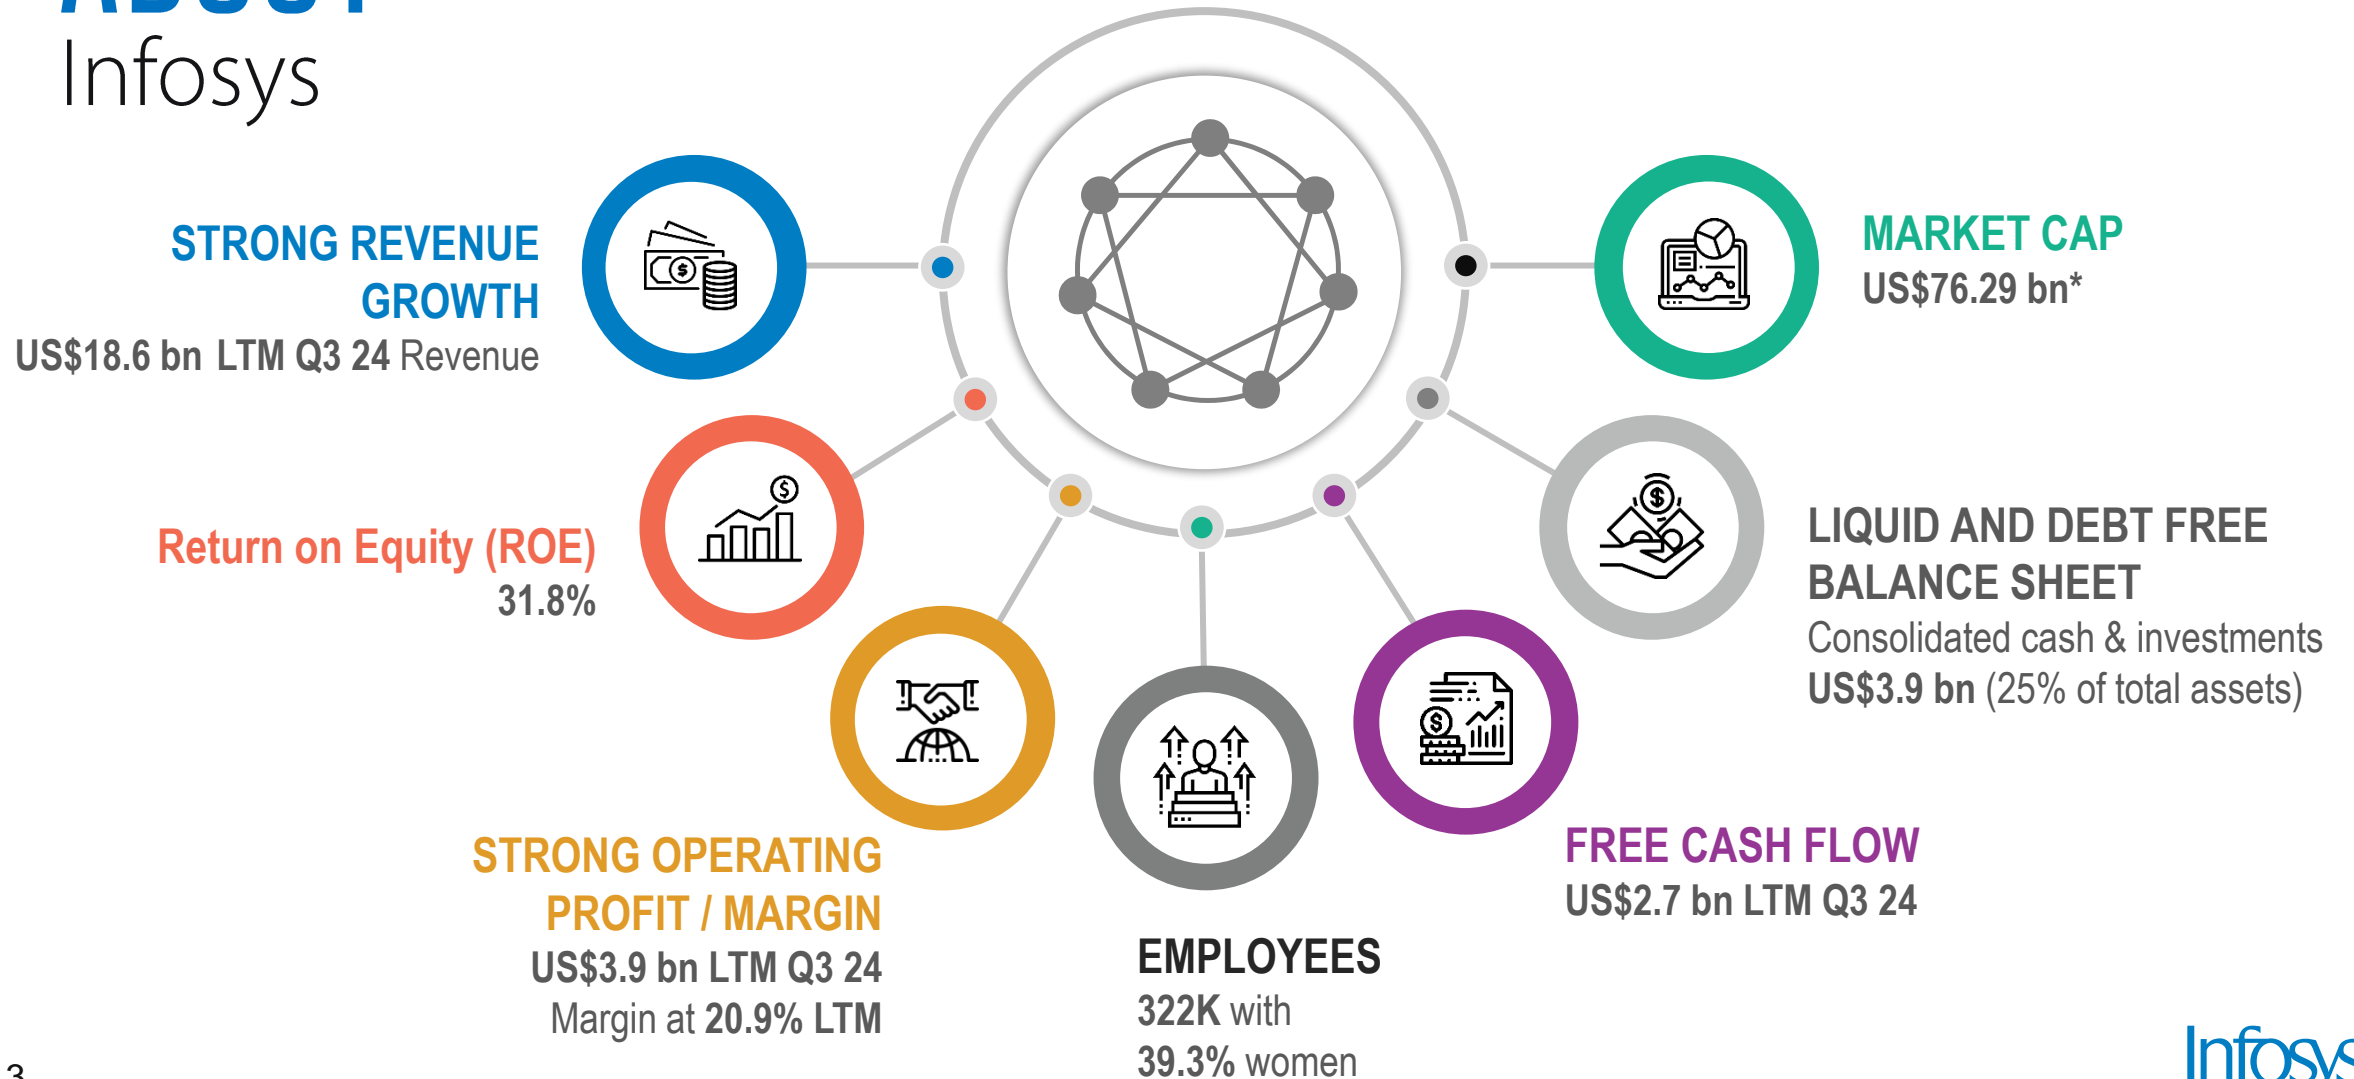 ABOUT
Infosys
STRONG REVENUE
GROWTH
US$18.6 bn LTM Q3 24 Revenue
Return on Equity (ROE)
31.8%
STRONG OPERATING
PROFIT / MARGIN
US$3.9 bn LTM Q3 24
Margin at 20.9% LTM
EMPLOYEES
322K with
39.3% women
FREE CASH FLOW
US$2.7 bn LTM Q3 24
LIQUID AND DEBT FREE
BALANCE SHEET
Consolidated cash & investments
US$3.9 bn (25% of total assets)
MARKET CAP
US$76.29 bn*
3
Infosys